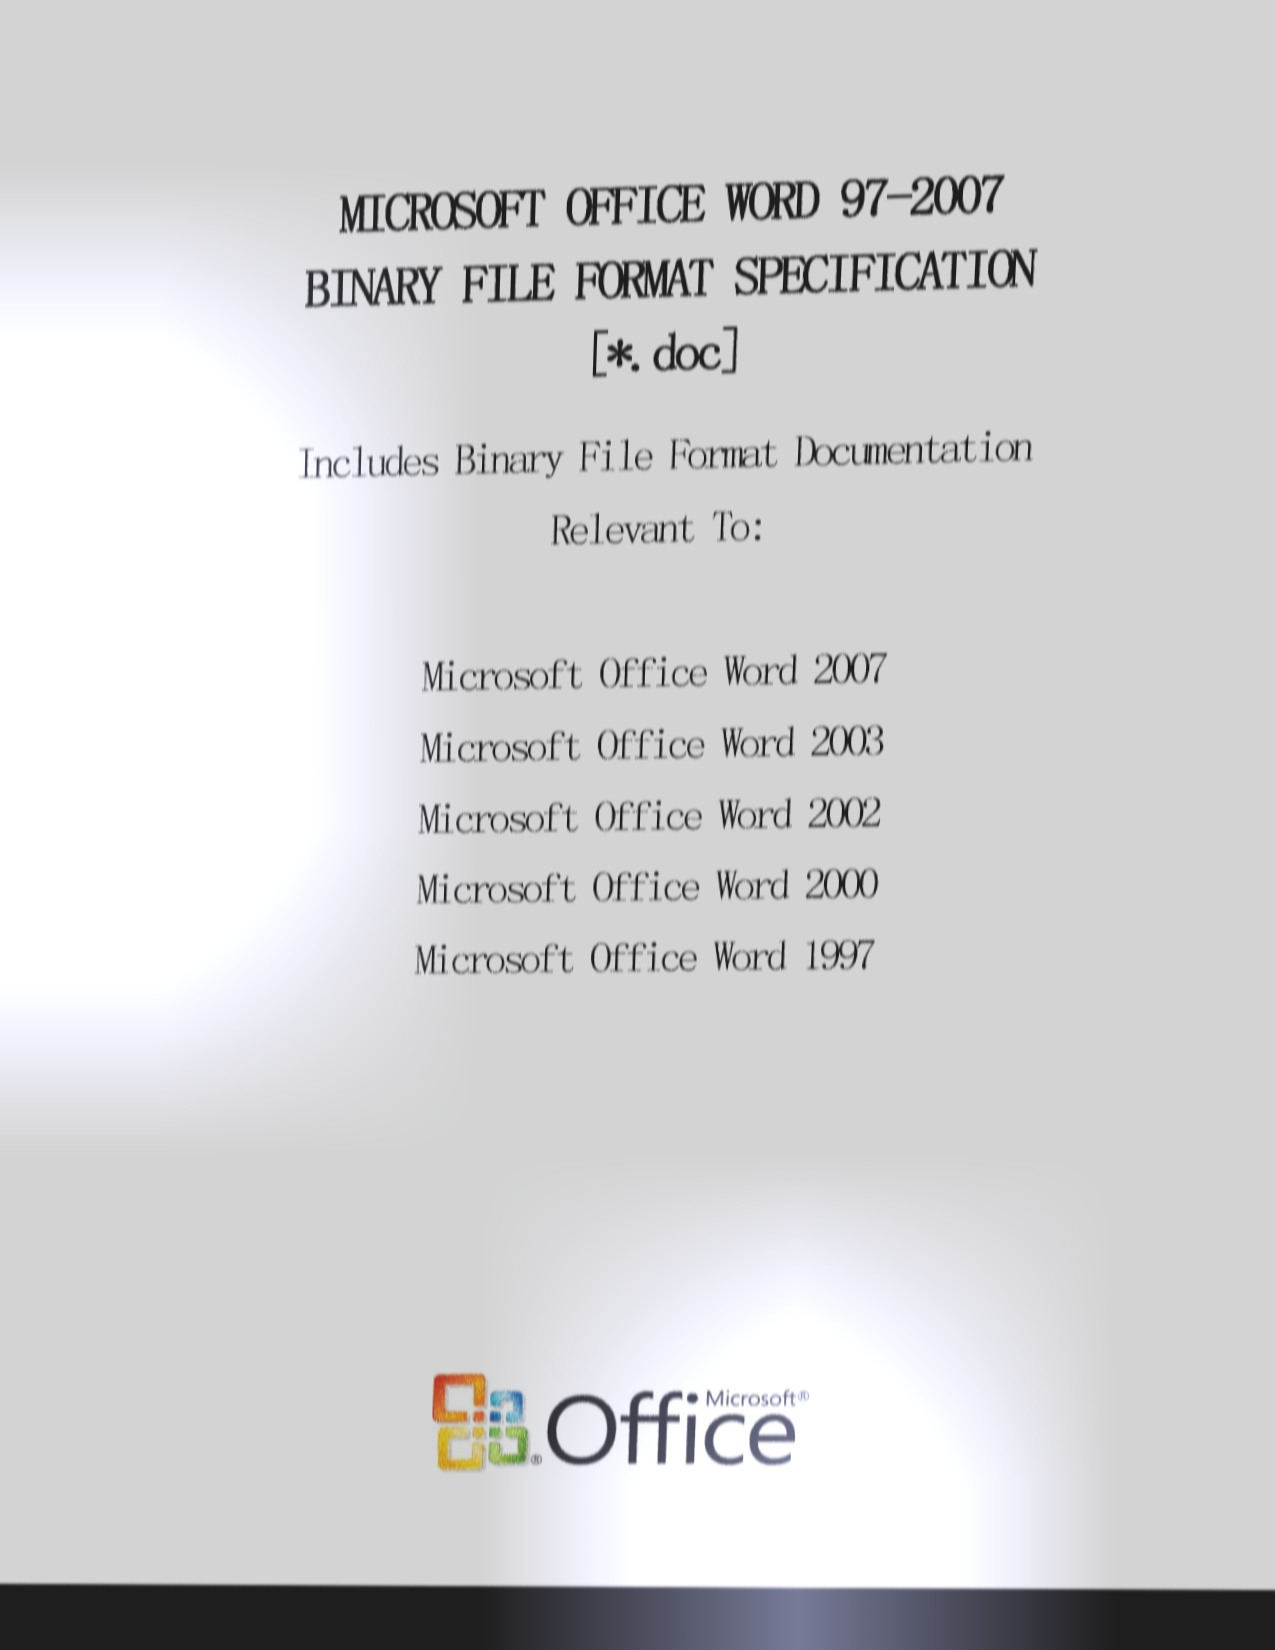 MICROSOFT OFFICE WORD 97-2007
BINARY FILE FORMAT SPECIFICATION
[*.doc]
Includes Binary File Format Documentation
Relevant To:
Microsoft Office Word 2007
Microsoft Office Word 2003
Microsoft Office Word 2002
Microsoft Office Word 2000
Microsoft Office Word 1997
Microsoft®
® Office